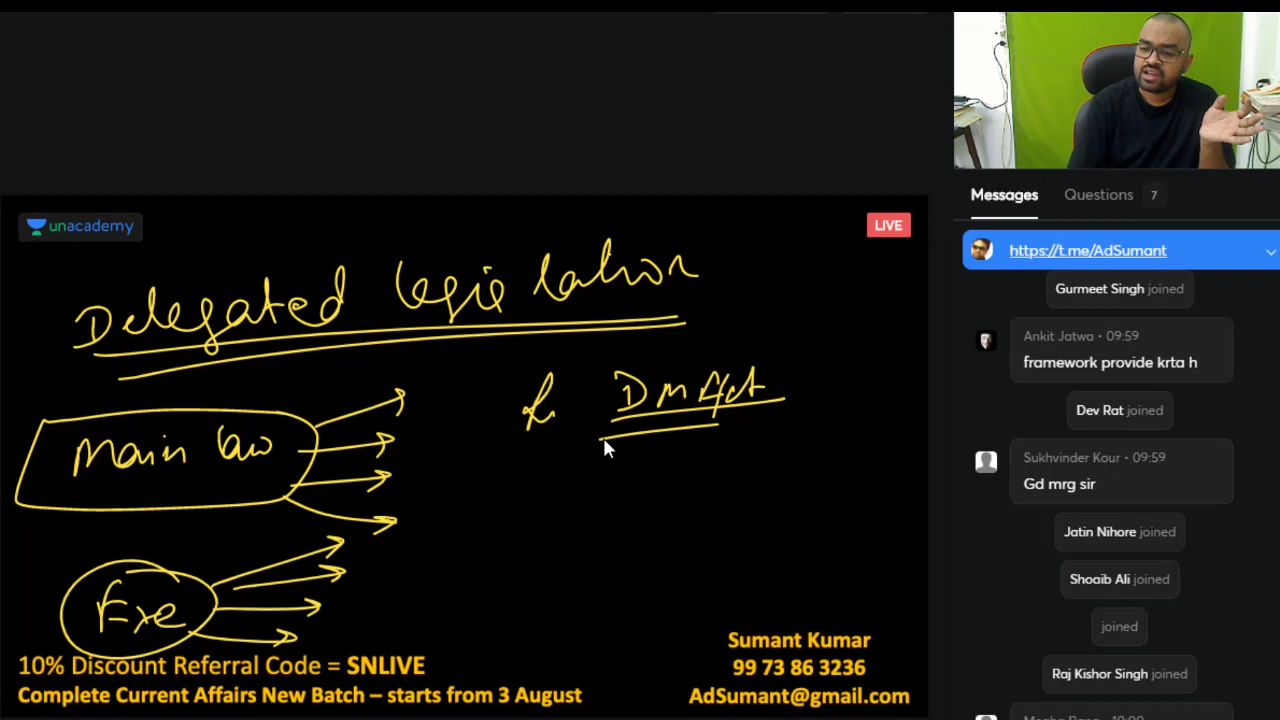 unacademy
LIVE
Delegated legislation
DM Act
Main law
Exe
10% Discount Referral Code = SNLIVE
Complete Current Affairs New Batch – starts from 3 August
Sumant Kumar
99 73 86 3236
AdSumant@gmail.com
Messages
Questions 7
https://t.me/AdSumant
Gurmeet Singh joined
Ankit Jatwa • 09:59
framework provide krta h
Dev Rat joined
Sukhvinder Kour • 09:59
Gd mrg sir
Jatin Nihore joined
Shoaib Ali joined
joined
Raj Kishor Singh joined